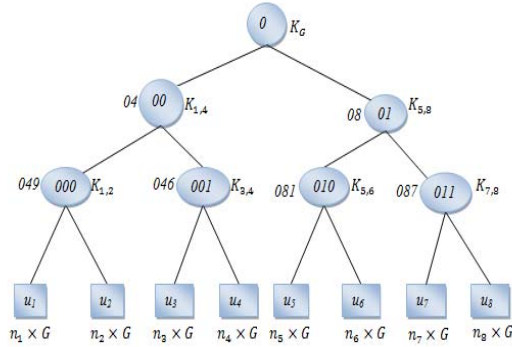 0 K_G
04 00 K_{1,4} 08 01 K_{5,8}
049 000 K_{1,2} 046 001 K_{3,4} 081 010 K_{5,6} 087 011 K_{7,8}
u_1 u_2 u_3 u_4 u_5 u_6 u_7 u_8
n_1 × G n_2 × G n_3 × G n_4 × G n_5 × G n_6 × G n_7 × G n_8 × G